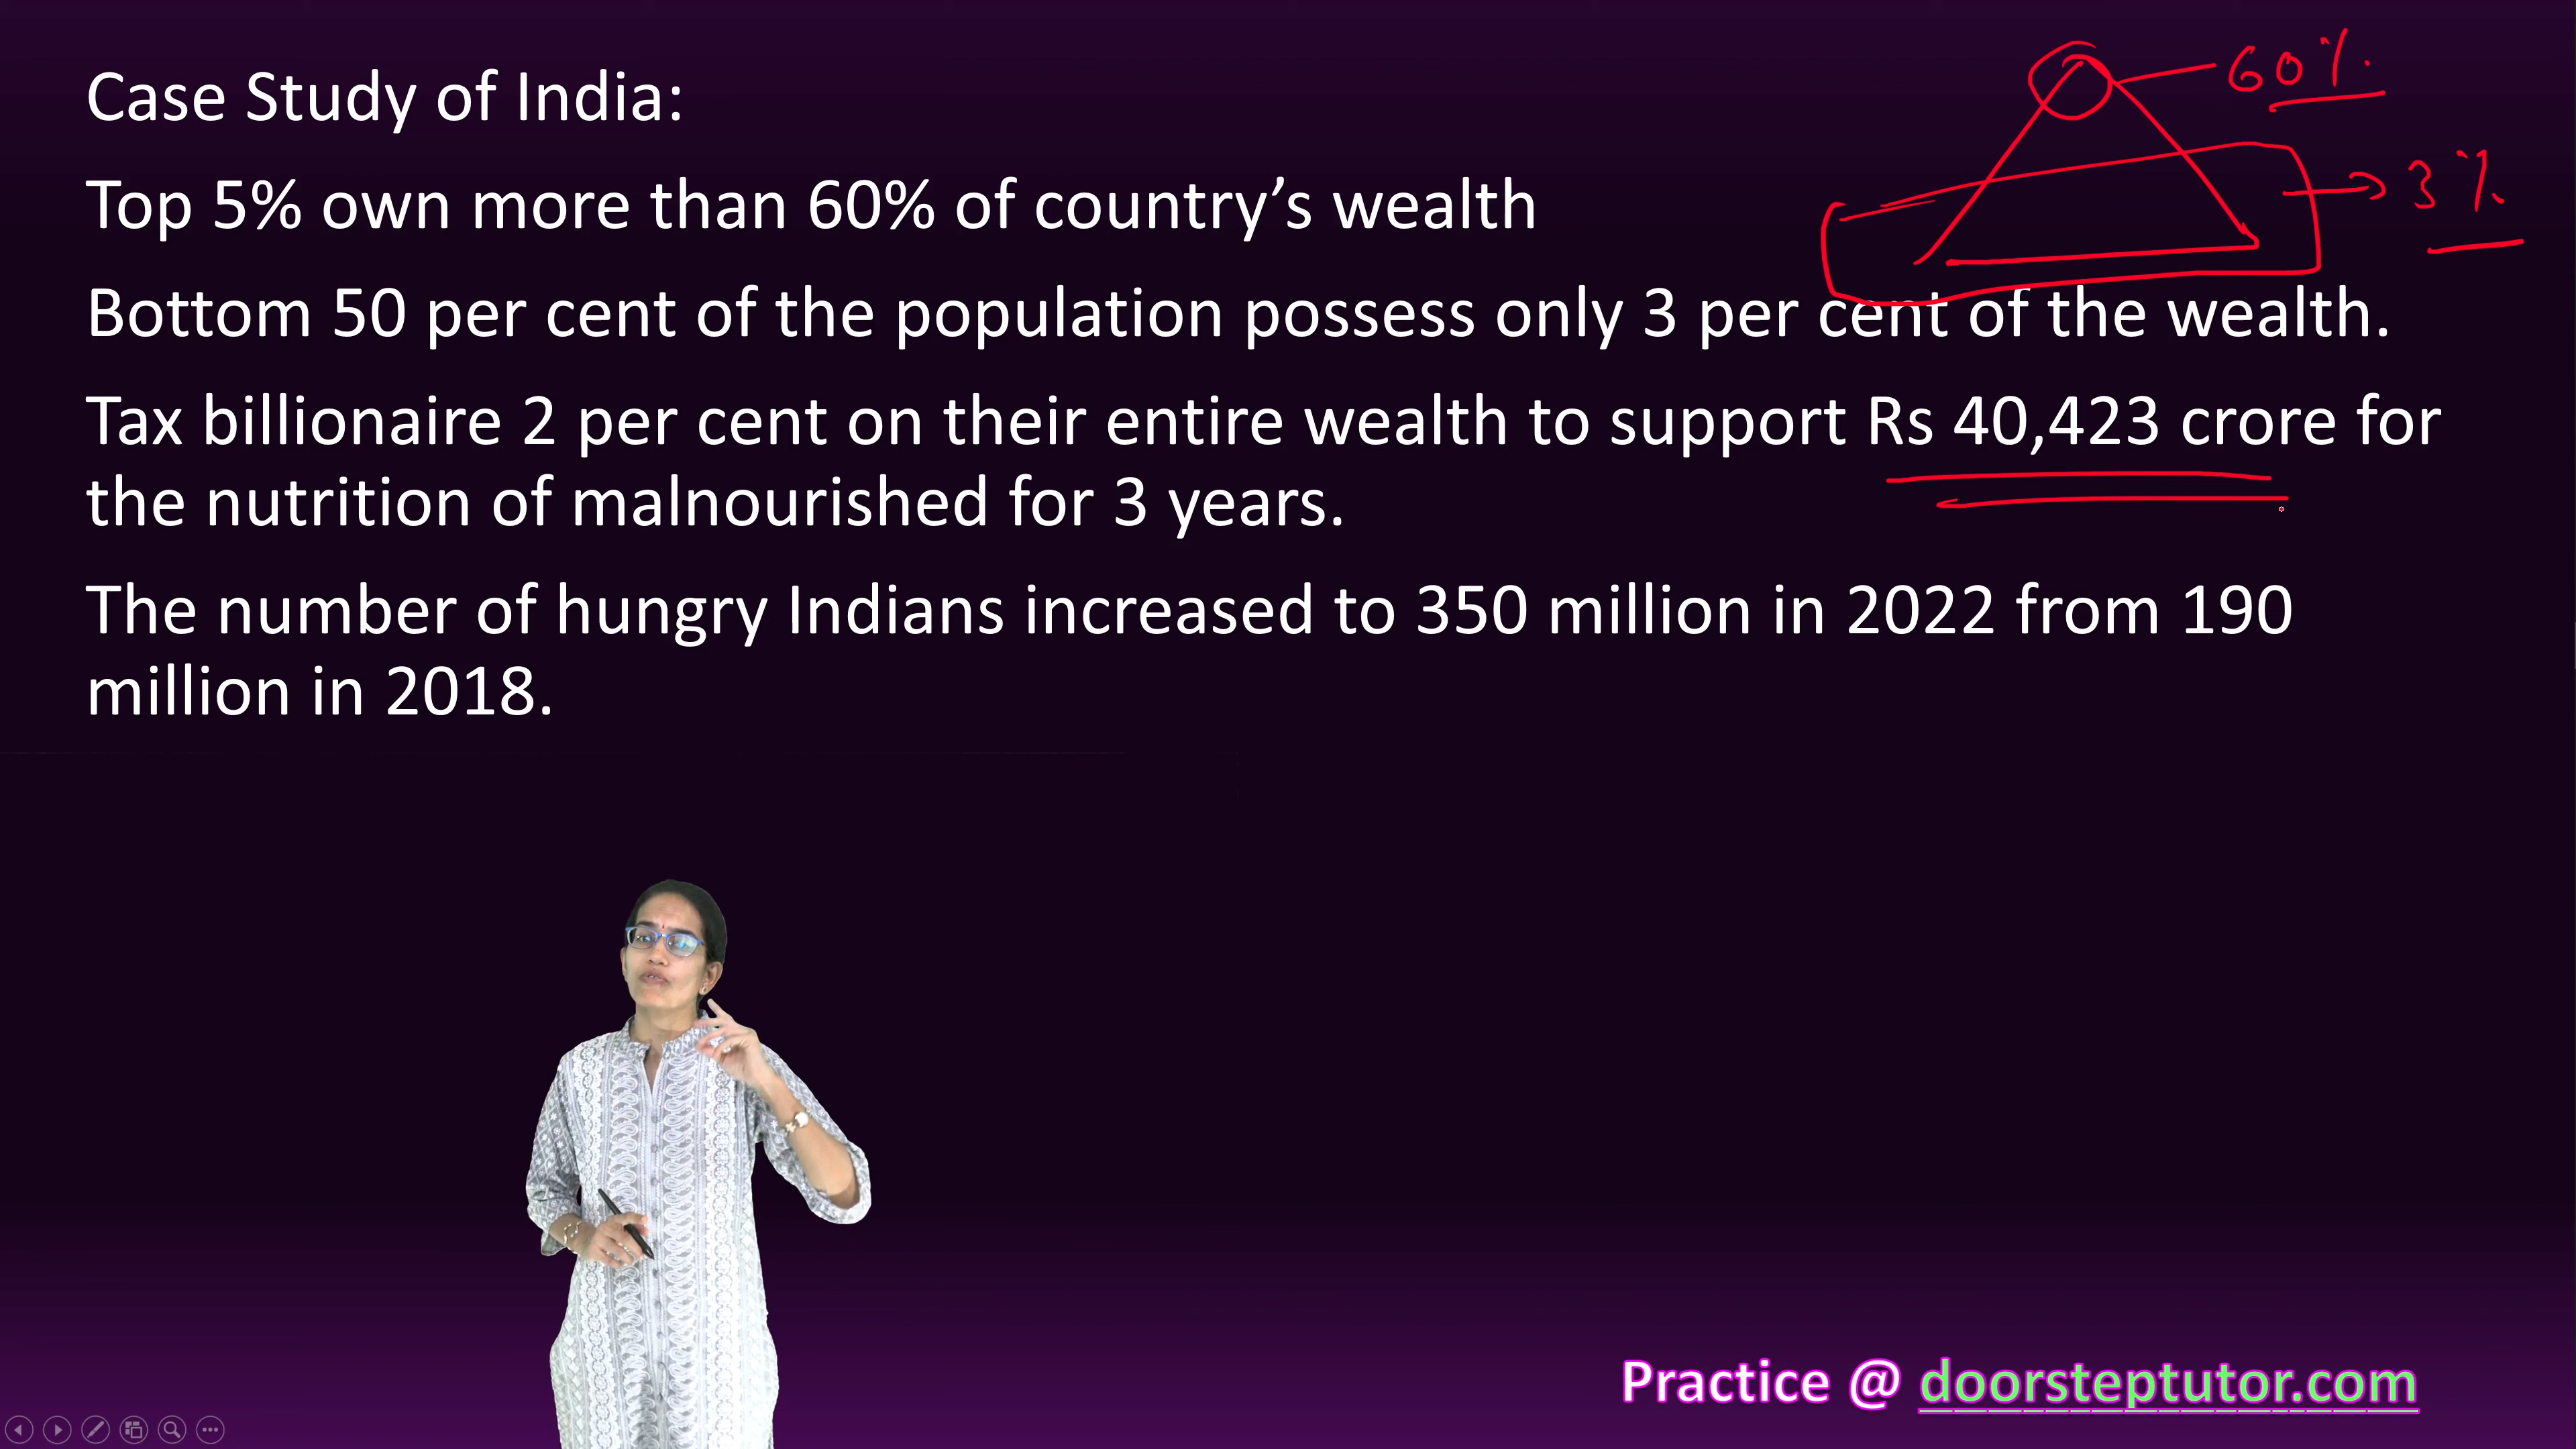 Case Study of India:
60%
Top 5% own more than 60% of country’s wealth
3%
Bottom 50 per cent of the population possess only 3 per cent of the wealth.
Tax billionaire 2 per cent on their entire wealth to support Rs 40,423 crore for
the nutrition of malnourished for 3 years.
The number of hungry Indians increased to 350 million in 2022 from 190
million in 2018.
Practice @ doorsteptutor.com